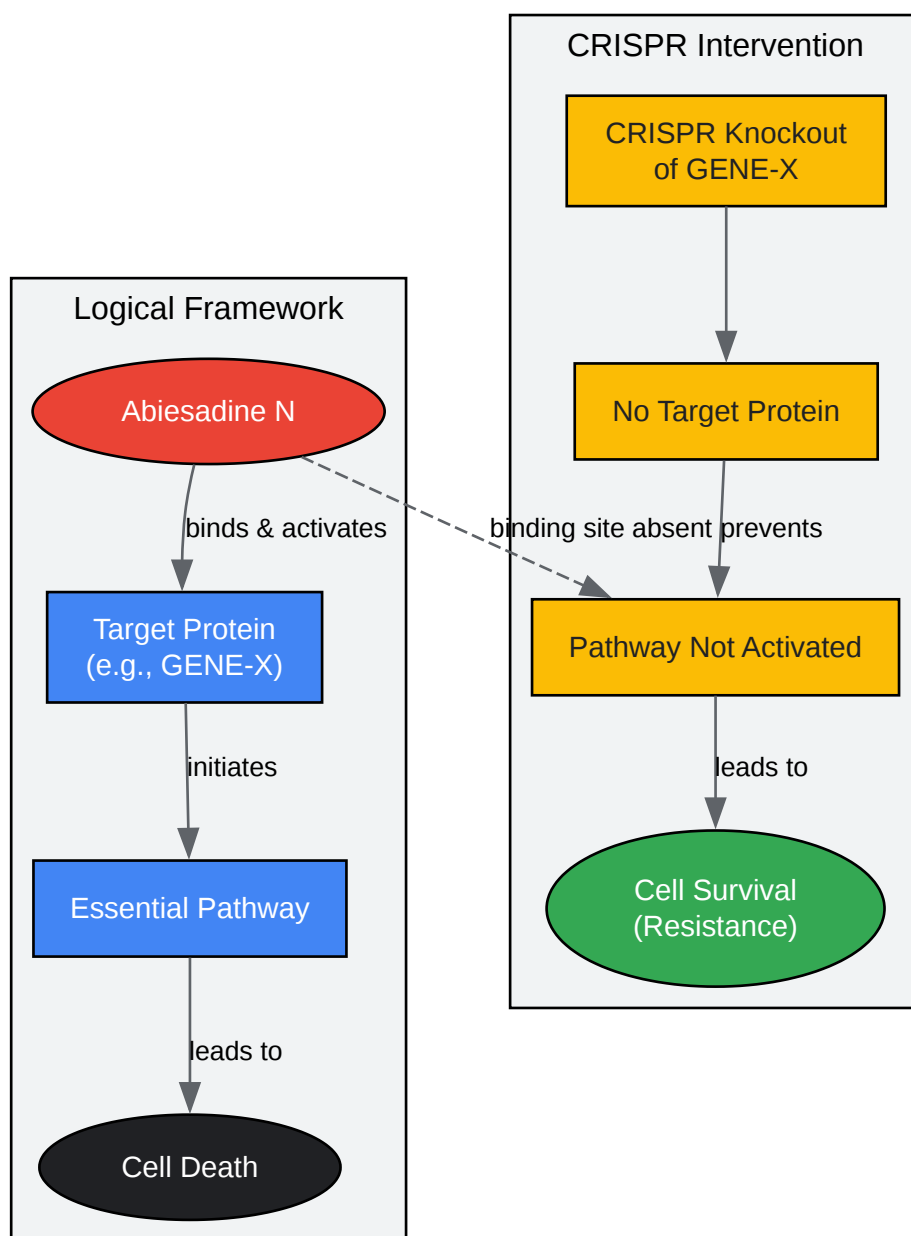 CRISPR Intervention
CRISPR Knockout
of GENE-X
Logical Framework
Abiesadine N
No Target Protein
binds & activates
binding site absent
prevents
Target Protein
(e.g., GENE-X)
Pathway Not Activated
initiates
leads to
Essential Pathway
Cell Survival
(Resistance)
leads to
Cell Death